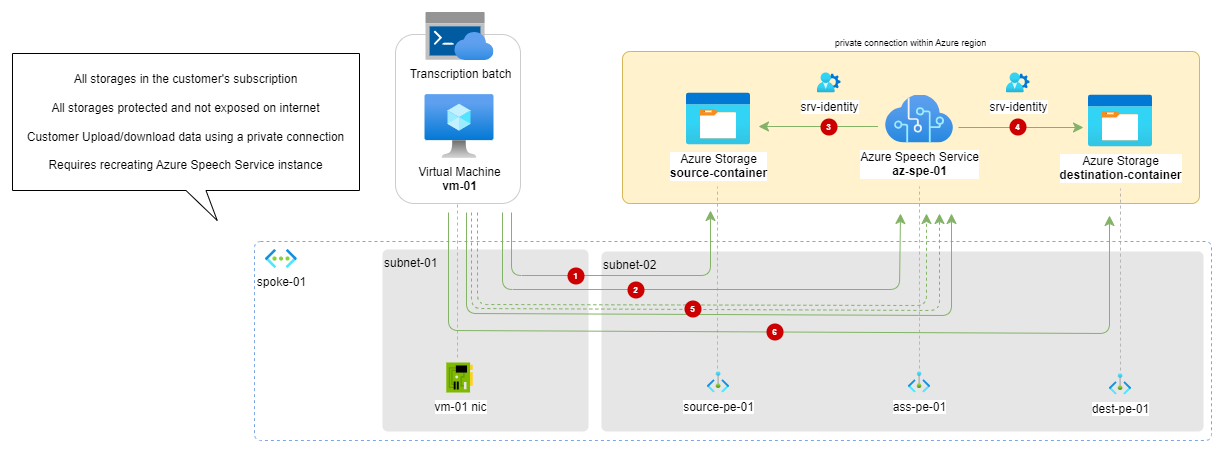 private connection within Azure region
All storages in the customer's subscription
All storages protected and not exposed on internet
Customer Upload/download data using a private connection
Requires recreating Azure Speech Service instance
Transcription batch
Virtual Machine
vm-01
srv-identity
srv-identity
3
4
Azure Storage
source-container
Azure Speech Service
az-spe-01
Azure Storage
destination-container
spoke-01
subnet-01
subnet-02
1
2
5
6
vm-01 nic
source-pe-01
ass-pe-01
dest-pe-01